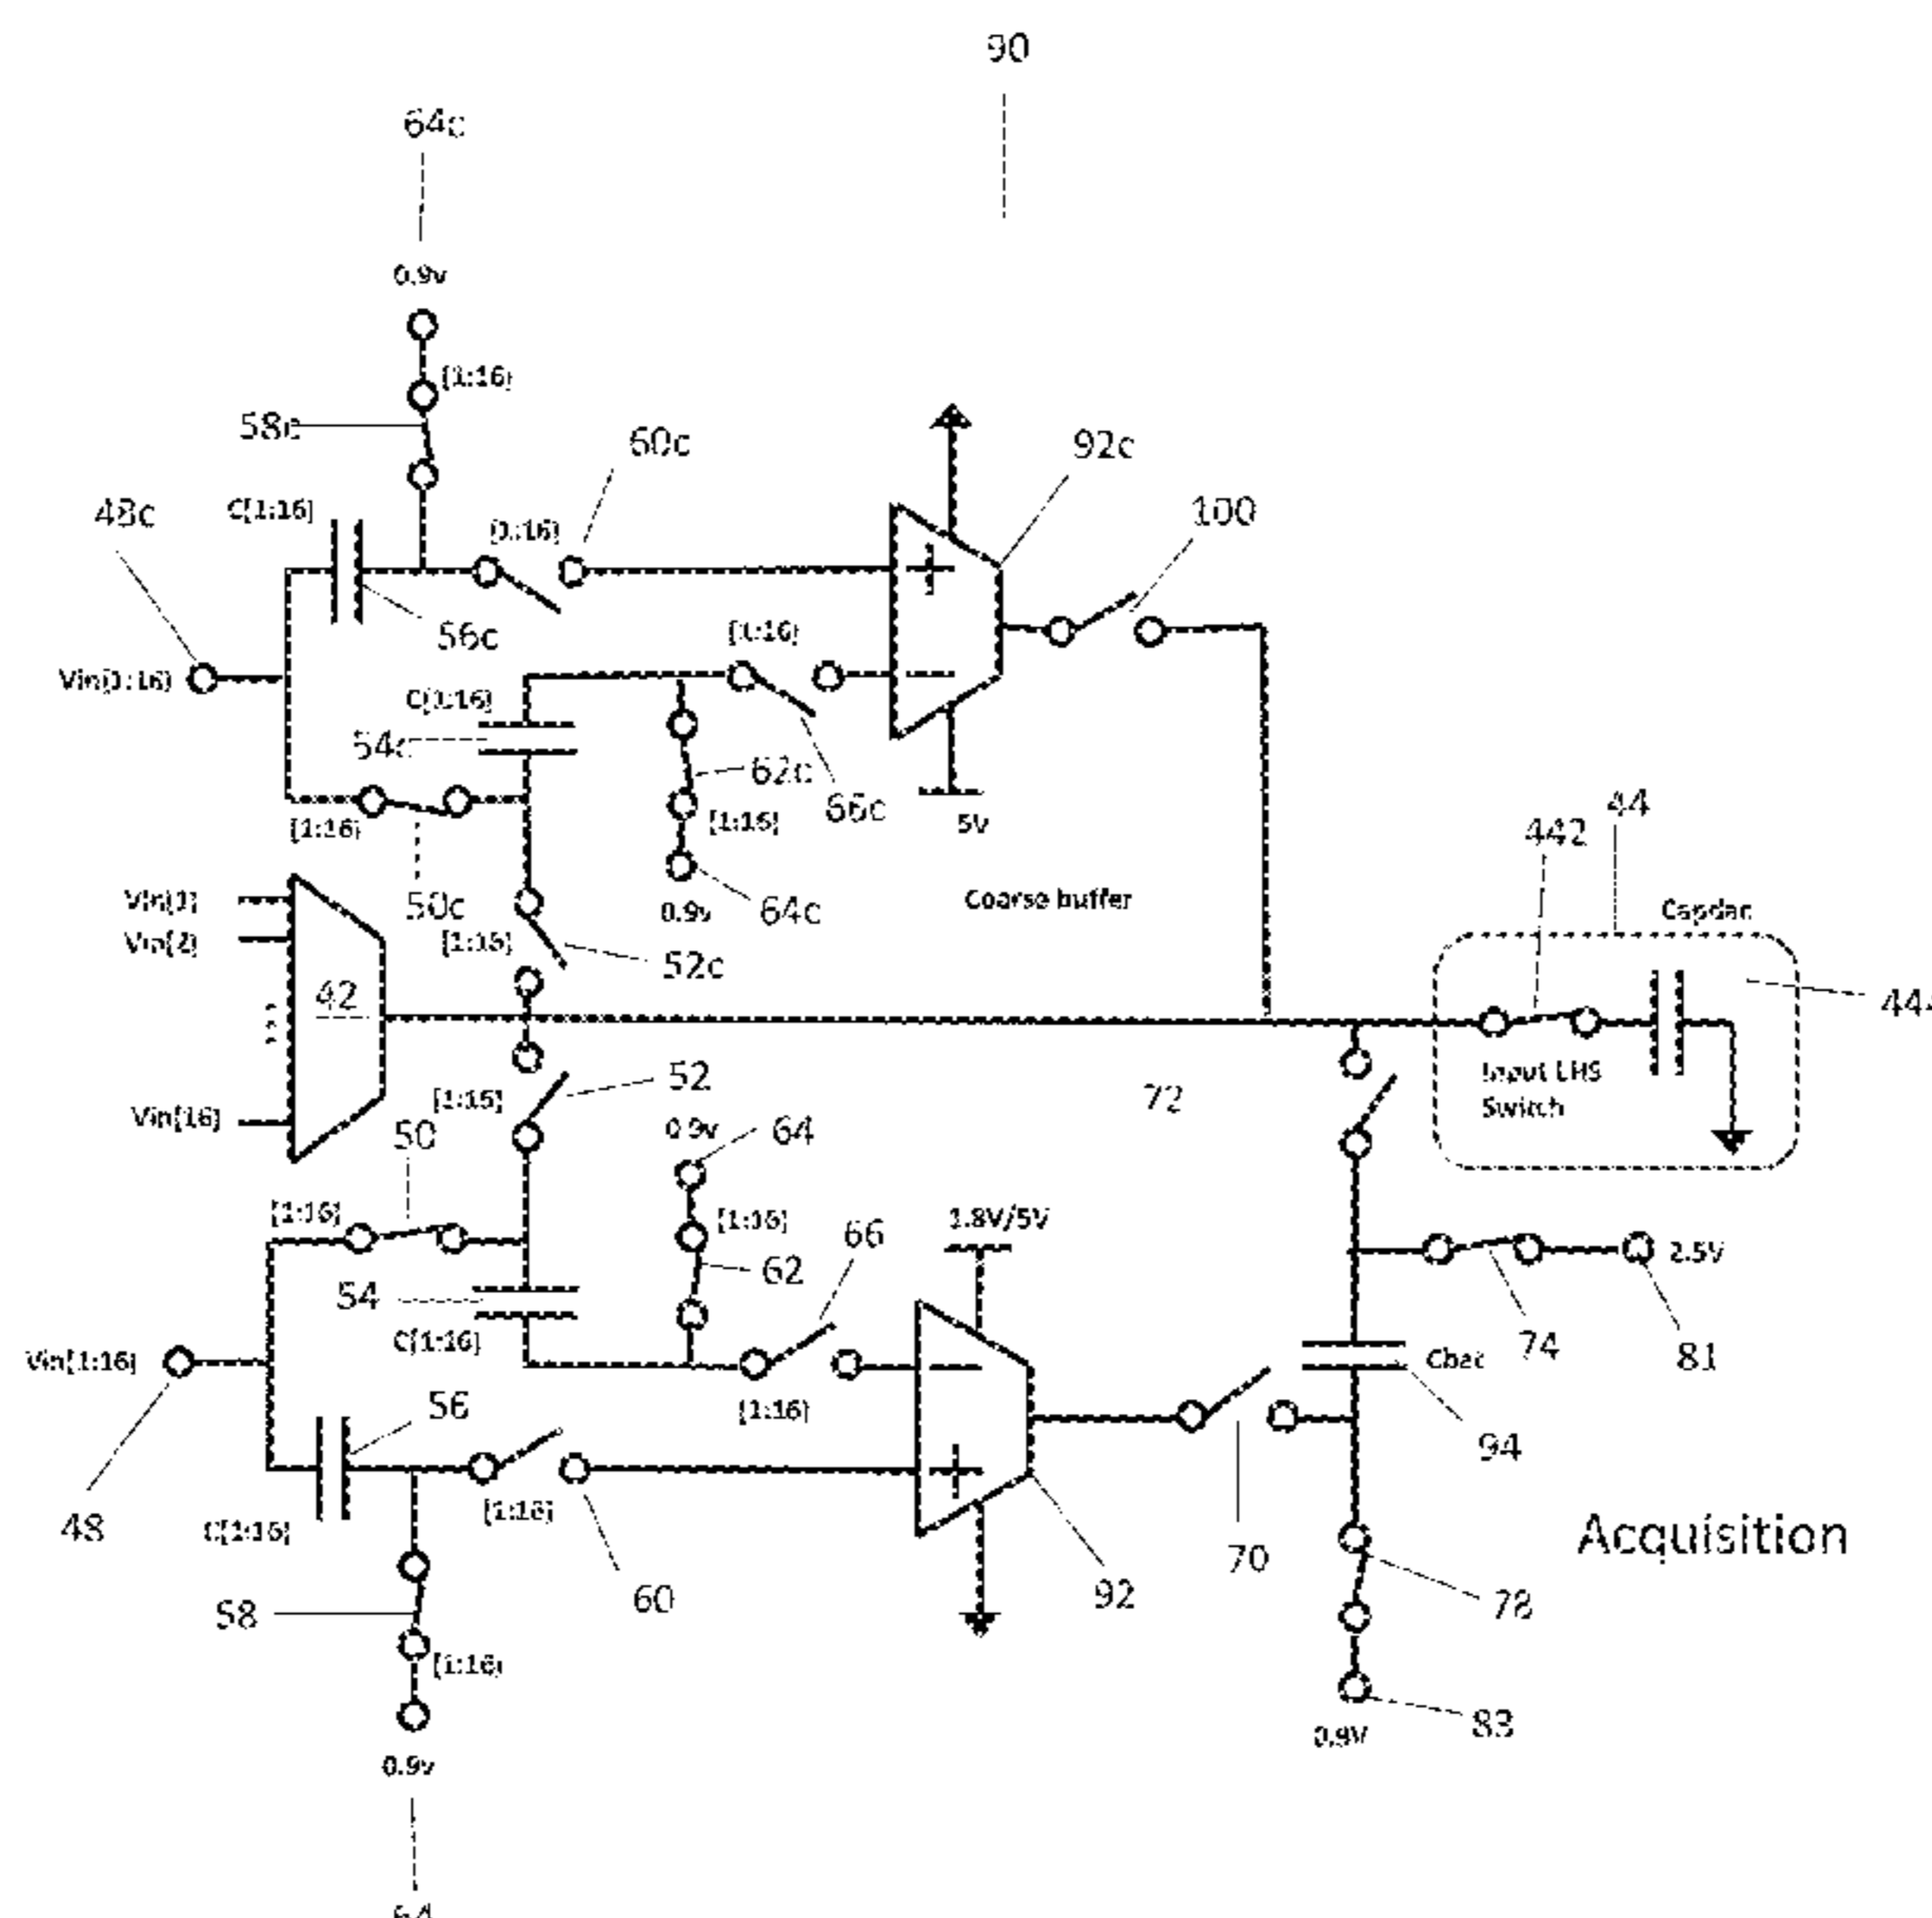 90
64c
0.9v
[1:16]
58c
60c
92c
48c
C[1:16]
[1:16]
100
56c
[1:16]
Vin[1:16]
C[1:16]
54c
62c
66c
[1:16]
[1:16]
5V
44
442
Vin[1]
50c
0.9v
64c
Coarse buffer
Capdac
Vin[2]
[1:16]
52c
42
44
Input LHS
Switch
52
[1:16]
72
Vin[16]
50
0.9v
64
[1:16]
[1:16]
66
1.8V/5V
2.5V
62
54
C[1:16]
74
81
Vin[1:16]
Cbac
56
[1:16]
94
48
C[1:16]
[1:16]
Acquisition
70
60
92
78
58
[1:16]
83
0.9V
0.9v
64